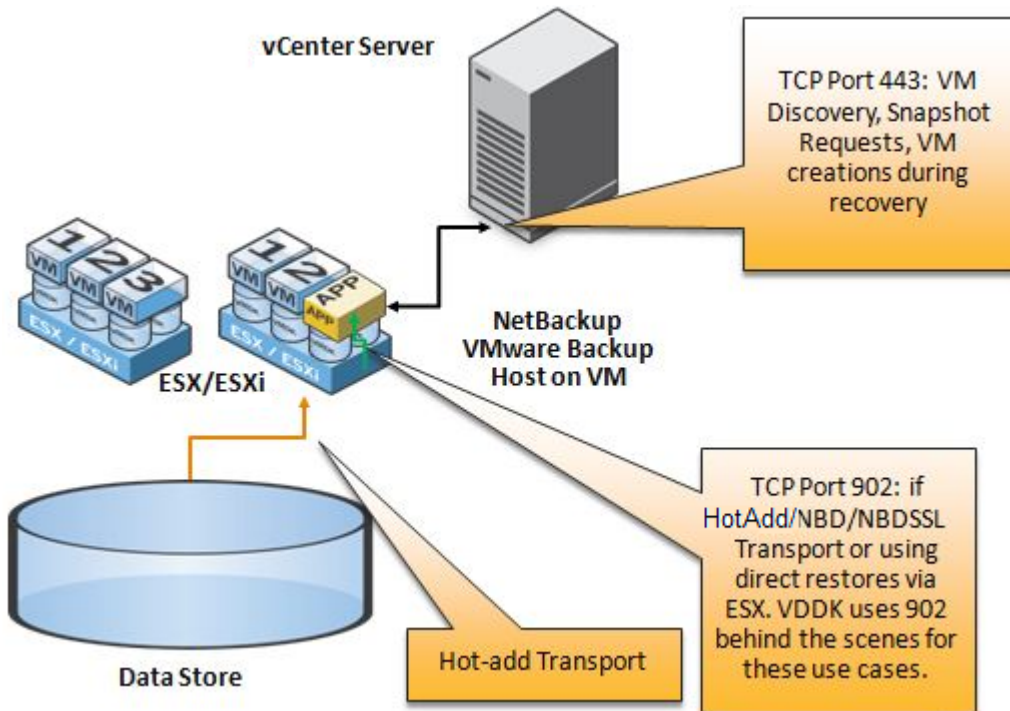 vCenter Server
TCP Port 443: VM
Discovery, Snapshot
Requests, VM
creations during
recovery
1
2
3
VM
VM
VM
ESX / ESXi
1
2
APP
VM
VM
APP
ESX / ESXi
ESX/ESXi
NetBackup
VMware Backup
Host on VM
TCP Port 902: if
HotAdd/NBD/NBDSSL
Transport or using
direct restores via
ESX. VDDK uses 902
behind the scenes for
these use cases.
Hot-add Transport
Data Store